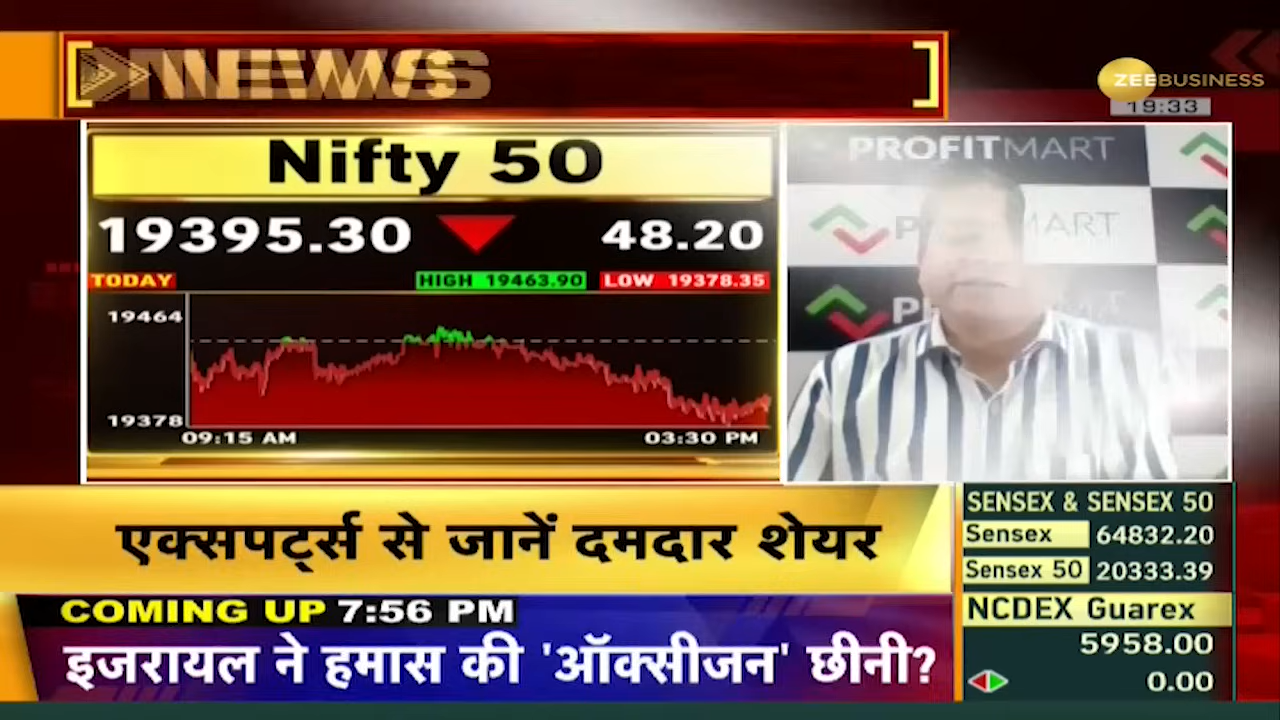 NEWS
ZEEBUSINESS
19:33
Nifty 50
19395.30 48.20
TODAY HIGH 19463.90 LOW 19378.35
19464
19378
09:15 AM 03:30 PM
PROFITMART
एक्सपर्ट्स से जानें दमदार शेयर
COMING UP 7:56 PM
इजरायल ने हमास की 'ऑक्सीजन' छीनी?
SENSEX & SENSEX 50
Sensex 64832.20
Sensex 50 20333.39
NCDEX Guarex
5958.00
0.00